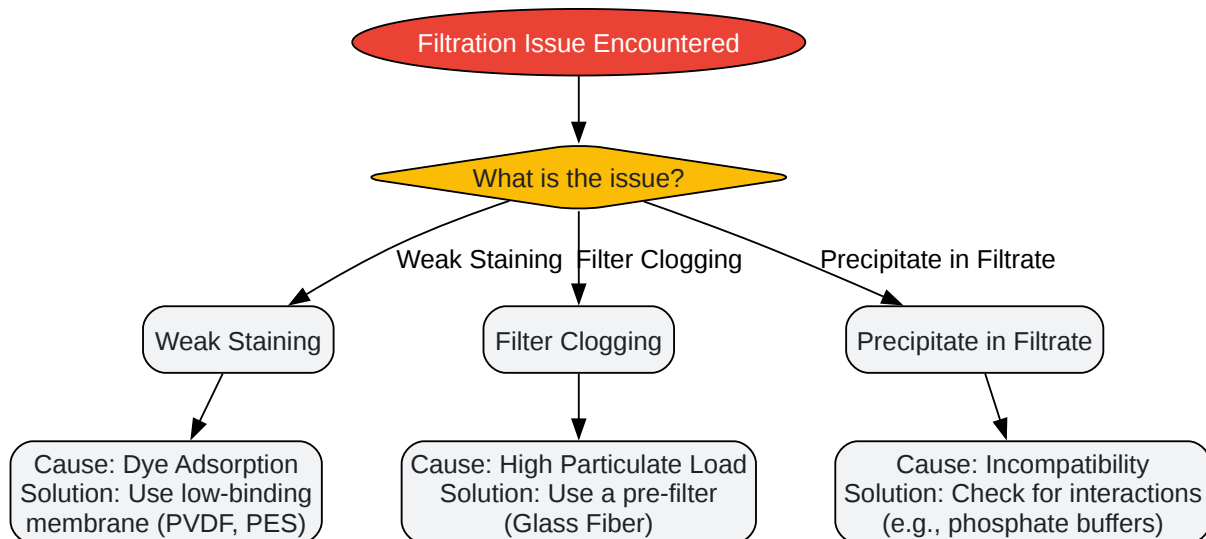 Filtration Issue Encountered
What is the issue?
Weak Staining
Filter Clogging
Precipitate in Filtrate
Weak Staining
Filter Clogging
Precipitate in Filtrate
Cause: Dye Adsorption
Solution: Use low-binding
membrane (PVDF, PES)
Cause: High Particulate Load
Solution: Use a pre-filter
(Glass Fiber)
Cause: Incompatibility
Solution: Check for interactions
(e.g., phosphate buffers)